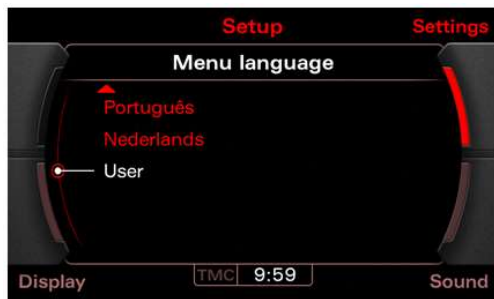 Setup
Settings
Menu language
Português
Nederlands
User
Display
TMC 9:59
Sound